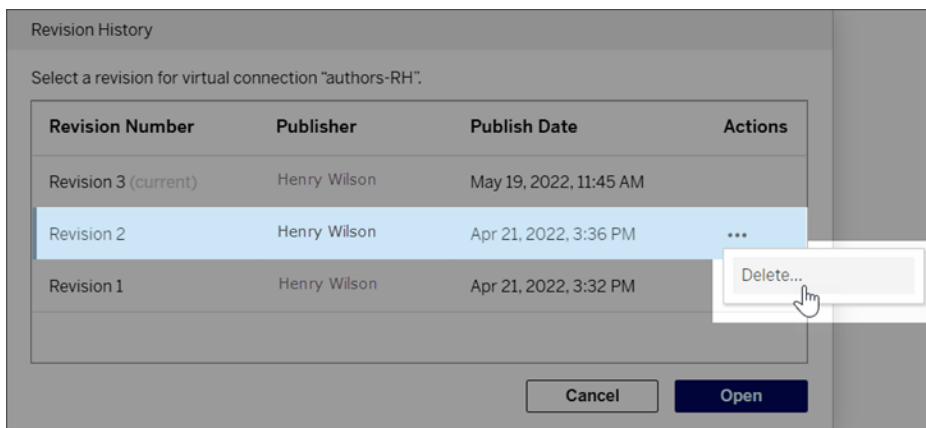 Revision History
Select a revision for virtual connection “authors-RH”.
Revision Number Publisher Publish Date Actions
Revision 3 (current) Henry Wilson May 19, 2022, 11:45 AM
Revision 2 Henry Wilson Apr 21, 2022, 3:36 PM •••
Delete...
Revision 1 Henry Wilson Apr 21, 2022, 3:32 PM
Cancel Open